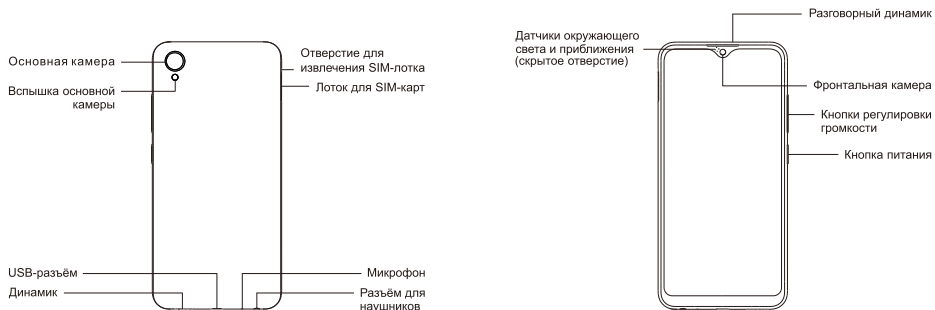 Основная камера
Вспышка основной
камеры
Отверстие для
извлечения SIM-лотка
Лоток для SIM-карт
USB-разъём
Динамик
Микрофон
Разъём для
наушников
Разговорный динамик
Датчики окружающего
света и приближения
(скрытое отверстие)
Фронтальная камера
Кнопки регулировки
громкости
Кнопка питания